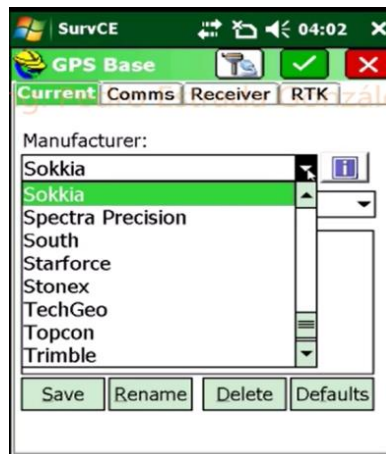 SurvCE 04:02
GPS Base
Current Comms Receiver RTK
Manufacturer:
Sokkia
Sokkia
Spectra Precision
South
Starforce
Stonex
TechGeo
Topcon
Trimble
Save Rename Delete Defaults